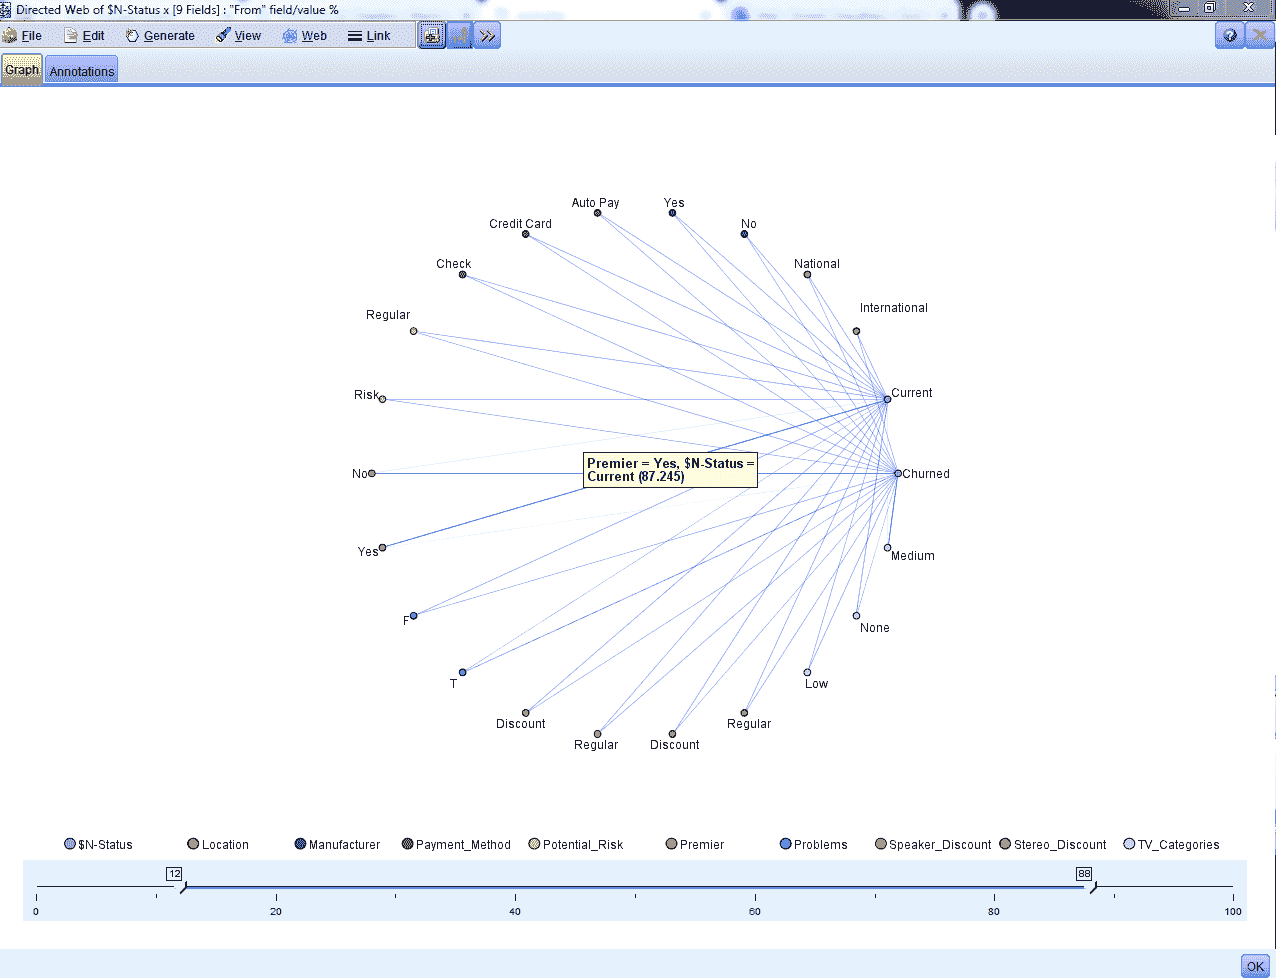 Directed Web of $N-Status x [9 Fields] : "From" field/value %
File Edit Generate View Web Link
Graph Annotations
Auto Pay Yes
Credit Card No
Check National
Regular International
Risk Current
Premier = Yes, $N-Status =
Current (87.245)
No Churned
Yes Medium
F None
T Low
Discount Regular
Regular Discount
$N-Status Location Manufacturer Payment_Method Potential_Risk Premier Problems Speaker_Discount Stereo_Discount TV_Categories
12 88
0 20 40 60 80 100
OK